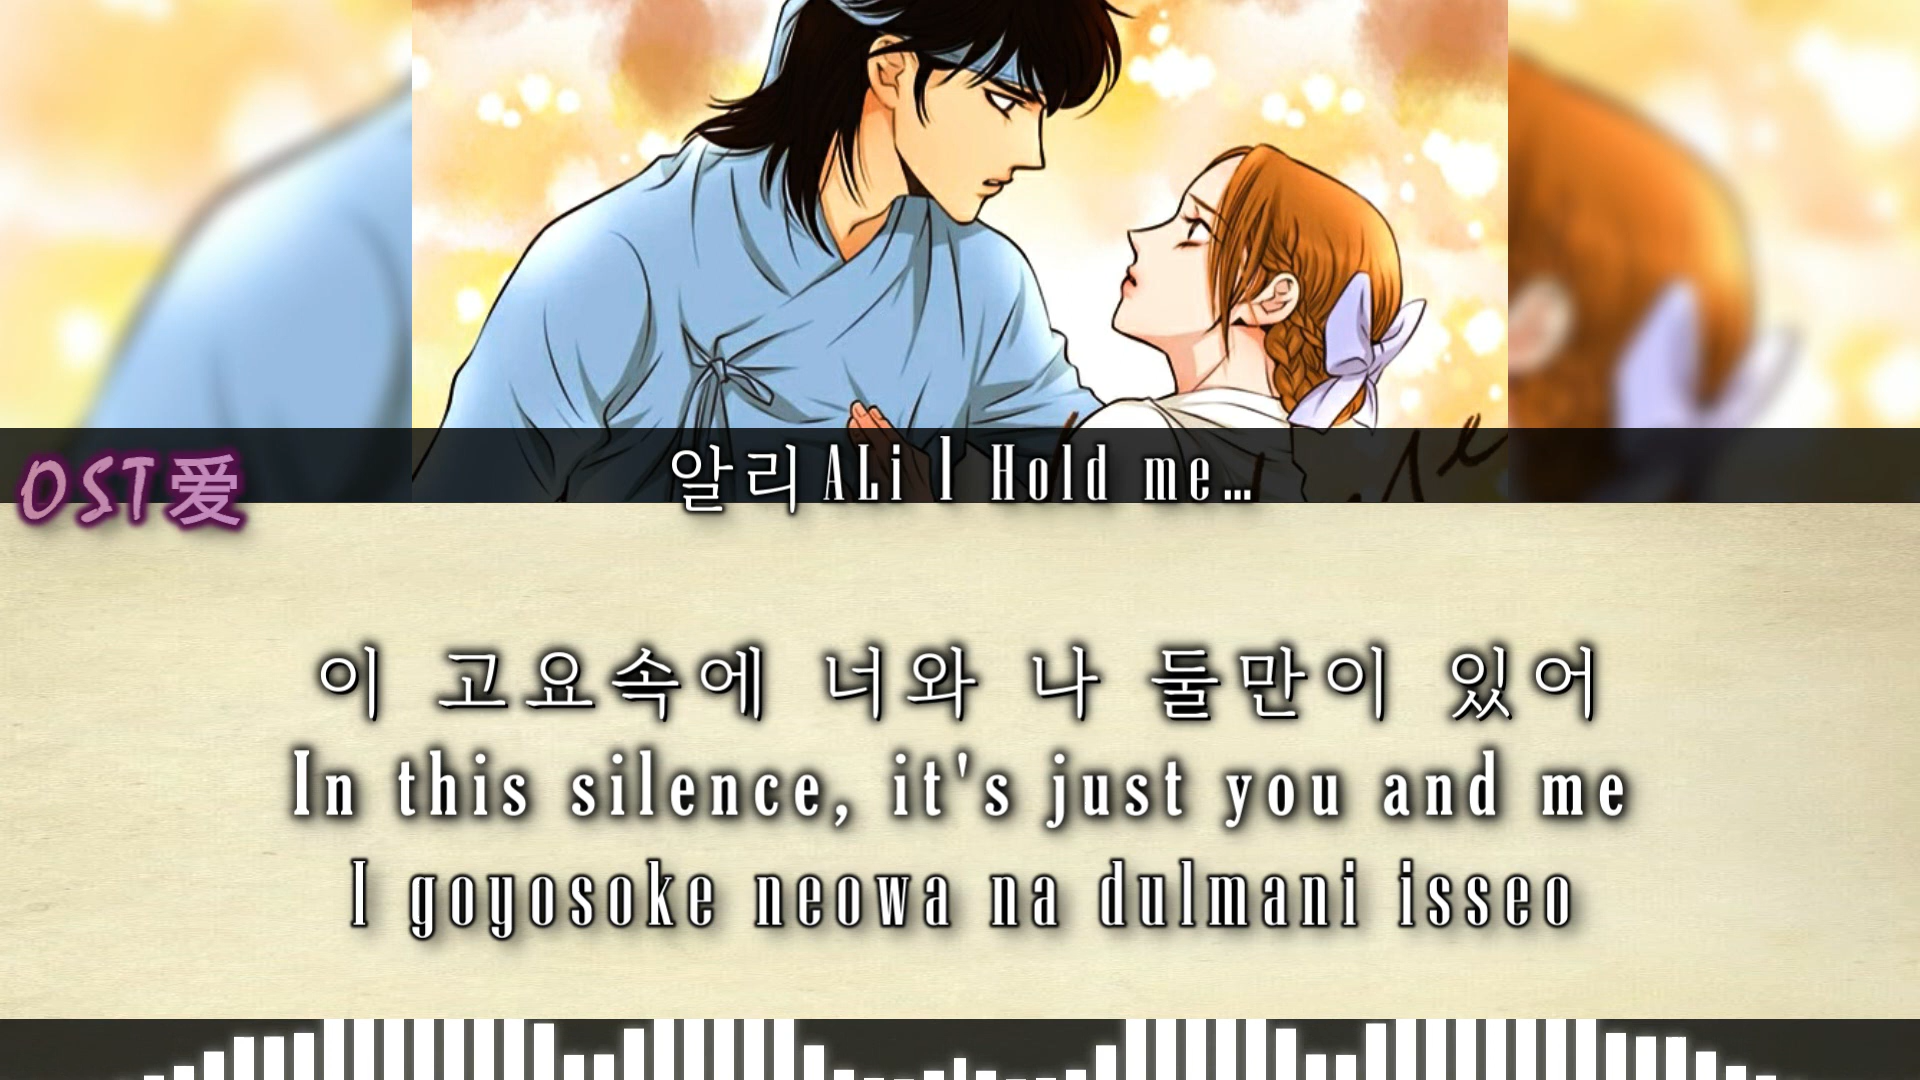 OST爱
알리 ALi l Hold me...
이 고요속에 너와 나 둘만이 있어
In this silence, it's just you and me
I goyosoke neowa na dulmani isseo